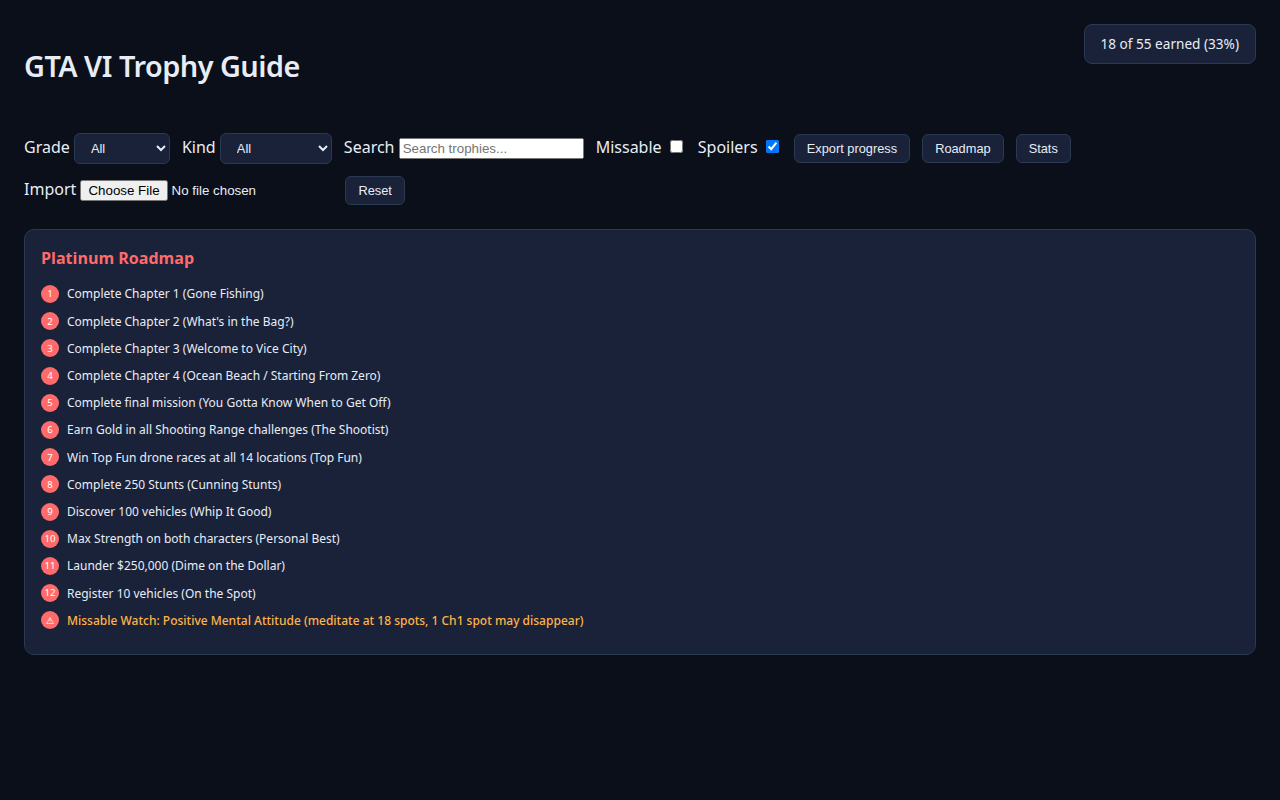 18 of 55 earned (33%)
GTA VI Trophy Guide
Grade All Kind All Search Search trophies... Missable Spoilers Export progress Roadmap Stats
Import Choose File No file chosen Reset
Platinum Roadmap
1 Complete Chapter 1 (Gone Fishing)
2 Complete Chapter 2 (What's in the Bag?)
3 Complete Chapter 3 (Welcome to Vice City)
4 Complete Chapter 4 (Ocean Beach / Starting From Zero)
5 Complete final mission (You Gotta Know When to Get Off)
6 Earn Gold in all Shooting Range challenges (The Shootist)
7 Win Top Fun drone races at all 14 locations (Top Fun)
8 Complete 250 Stunts (Cunning Stunts)
9 Discover 100 vehicles (Whip It Good)
10 Max Strength on both characters (Personal Best)
11 Launder $250,000 (Dime on the Dollar)
12 Register 10 vehicles (On the Spot)
⚠ Missable Watch: Positive Mental Attitude (meditate at 18 spots, 1 Ch1 spot may disappear)